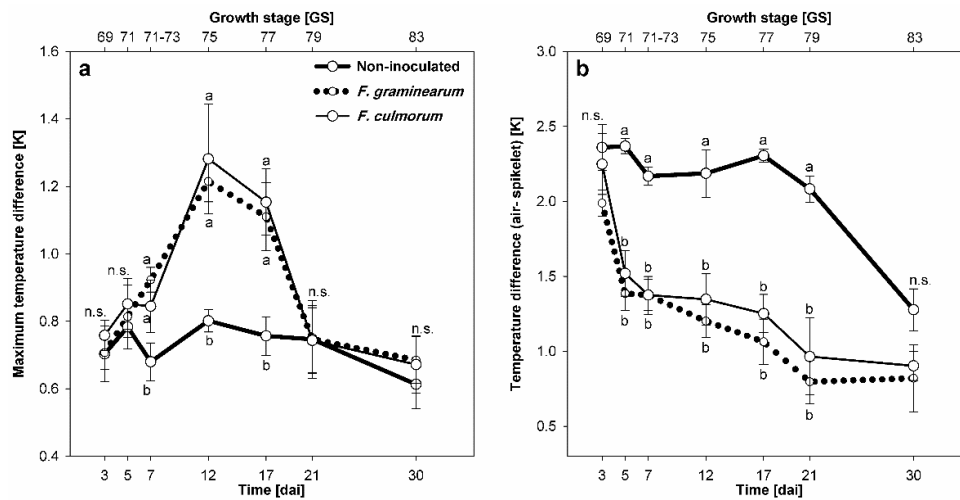 Growth stage [GS]
69 71 71-73 75 77 79 83
1.6
1.4
1.2
1.0
0.8
0.6
0.4
Maximum temperature difference [K]
a
Non-inoculated
F. graminearum
F. culmorum
n.s.
n.s.
a
a
b
a
a
b
a
a
b
n.s.
n.s.
3 5 7 12 17 21 30
Time [dai]
Growth stage [GS]
69 71 71-73 75 77 79 83
3.0
2.5
2.0
1.5
1.0
0.5
Temperature difference (air- spikelet) [K]
b
n.s.
a
a
a
a
a
n.s.
b
b
b
b
b
b
b
b
b
b
3 5 7 12 17 21 30
Time [dai]